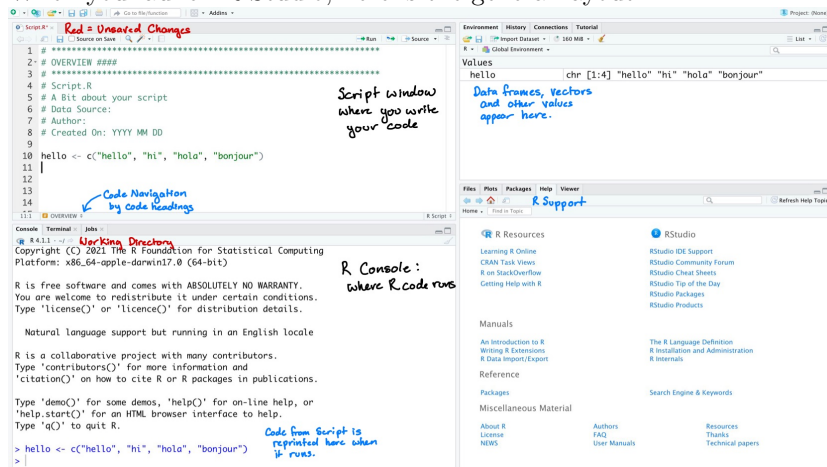 Go to file/function
Addins
Project: (None
Script.R*
Red = Unsaved Changes
Source on Save
Run
Source
1 # **************************************************
2 # OVERVIEW ####
3 # **************************************************
4 # Script.R
5 # A Bit about your script
6 # Data Source:
7 # Author:
8 # Created On: YYYY MM DD
9
10 hello <- c("hello", "hi", "hola", "bonjour")
11
12
13
14
Script window
where you write
your code
Code Navigation
by code headings
11:1
OVERVIEW
R Script
Environment History Connections Tutorial
Import Dataset
160 MiB
List
R
Global Environment
Values
hello chr [1:4] "hello" "hi" "hola" "bonjour"
Data frames, vectors
and other values
appear here.
Console Terminal Jobs
R 4.1.1 · ~/
Working Directory
Copyright (C) 2021 The R Foundation for Statistical Computing
Platform: x86_64-apple-darwin17.0 (64-bit)
R is free software and comes with ABSOLUTELY NO WARRANTY.
You are welcome to redistribute it under certain conditions.
Type 'license()' or 'licence()' for distribution details.
Natural language support but running in an English locale
R is a collaborative project with many contributors.
Type 'contributors()' for more information and
'citation()' on how to cite R or R packages in publications.
Type 'demo()' for some demos, 'help()' for on-line help, or
'help.start()' for an HTML browser interface to help.
Type 'q()' to quit R.
> hello <- c("hello", "hi", "hola", "bonjour")
>
R Console:
where R code runs
Code from Script is
reprinted here when
it runs.
Files Plots Packages Help Viewer
R Support
Refresh Help Topic
Home
Find in Topic
R Resources
Learning R Online
CRAN Task Views
R on StackOverflow
Getting Help with R
RStudio
RStudio IDE Support
RStudio Community Forum
RStudio Cheat Sheets
RStudio Tip of the Day
RStudio Packages
RStudio Products
Manuals
An Introduction to R
Writing R Extensions
R Data Import/Export
The R Language Definition
R Installation and Administration
R Internals
Reference
Packages
Search Engine & Keywords
Miscellaneous Material
About R
License
NEWS
Authors
FAQ
User Manuals
Resources
Thanks
Technical papers